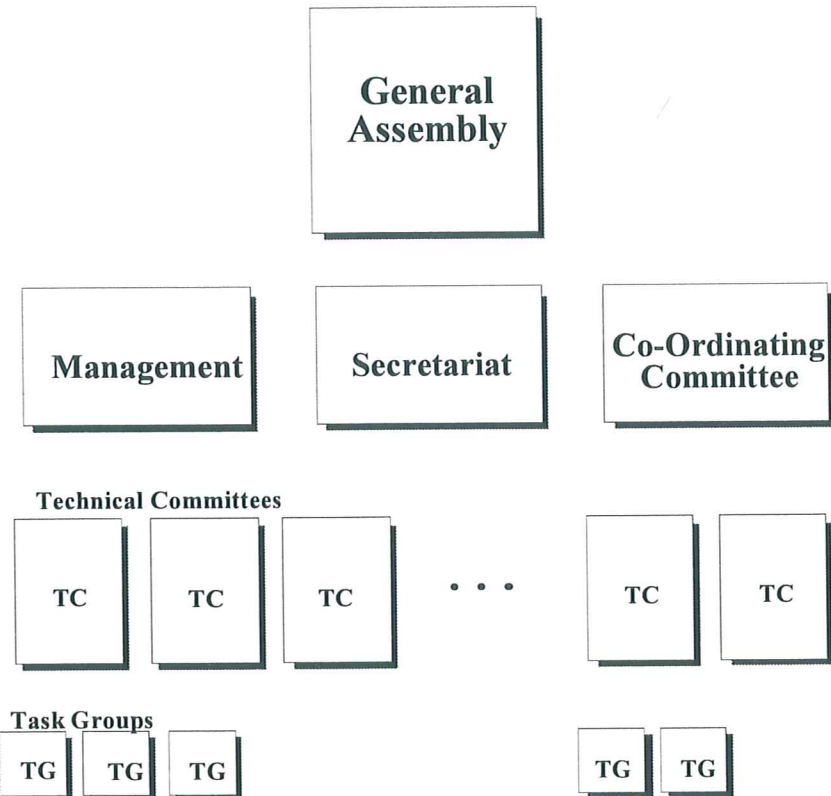 General
Assembly
Management
Secretariat
Co-Ordinating
Committee
Technical Committees
TC TC TC • • • TC TC
Task Groups
TG TG TG TG TG